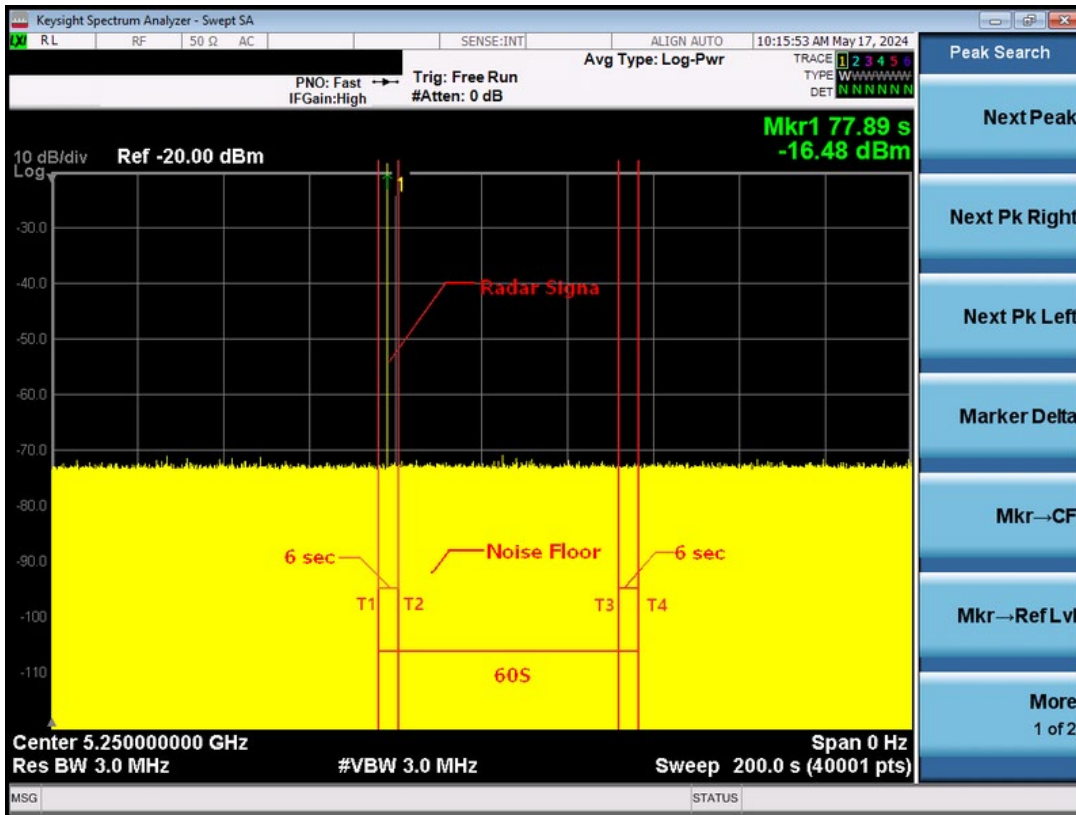 Keysight Spectrum Analyzer - Swept SA
LXI RL RF 50 Ω AC SENSE:INT ALIGN AUTO 10:15:53 AM May 17, 2024
PNO: Fast
IFGain:High
Trig: Free Run
#Atten: 0 dB
Avg Type: Log-Pwr
TRACE 1 2 3 4 5 6
TYPE WWWWWW
DET N N N N N N
Mkr1 77.89 s
-16.48 dBm
10 dB/div Ref -20.00 dBm
Log
1
-30.0
-40.0
Radar Signa
-50.0
-60.0
-70.0
-80.0
6 sec Noise Floor 6 sec
-90.0
T1 T2 T3 T4
-100
60S
-110
Center 5.250000000 GHz Span 0 Hz
Res BW 3.0 MHz #VBW 3.0 MHz Sweep 200.0 s (40001 pts)
MSG STATUS
Peak Search
Next Peak
Next Pk Right
Next Pk Left
Marker Delta
Mkr→CF
Mkr→Ref Lvl
More
1 of 2